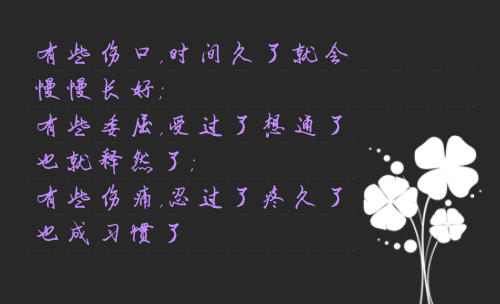 有些伤口,时间久了就会
慢慢长好;
有些委屈,受过了想通了
也就释然了;
有些伤痛,忍过了疼久了
也成习惯了